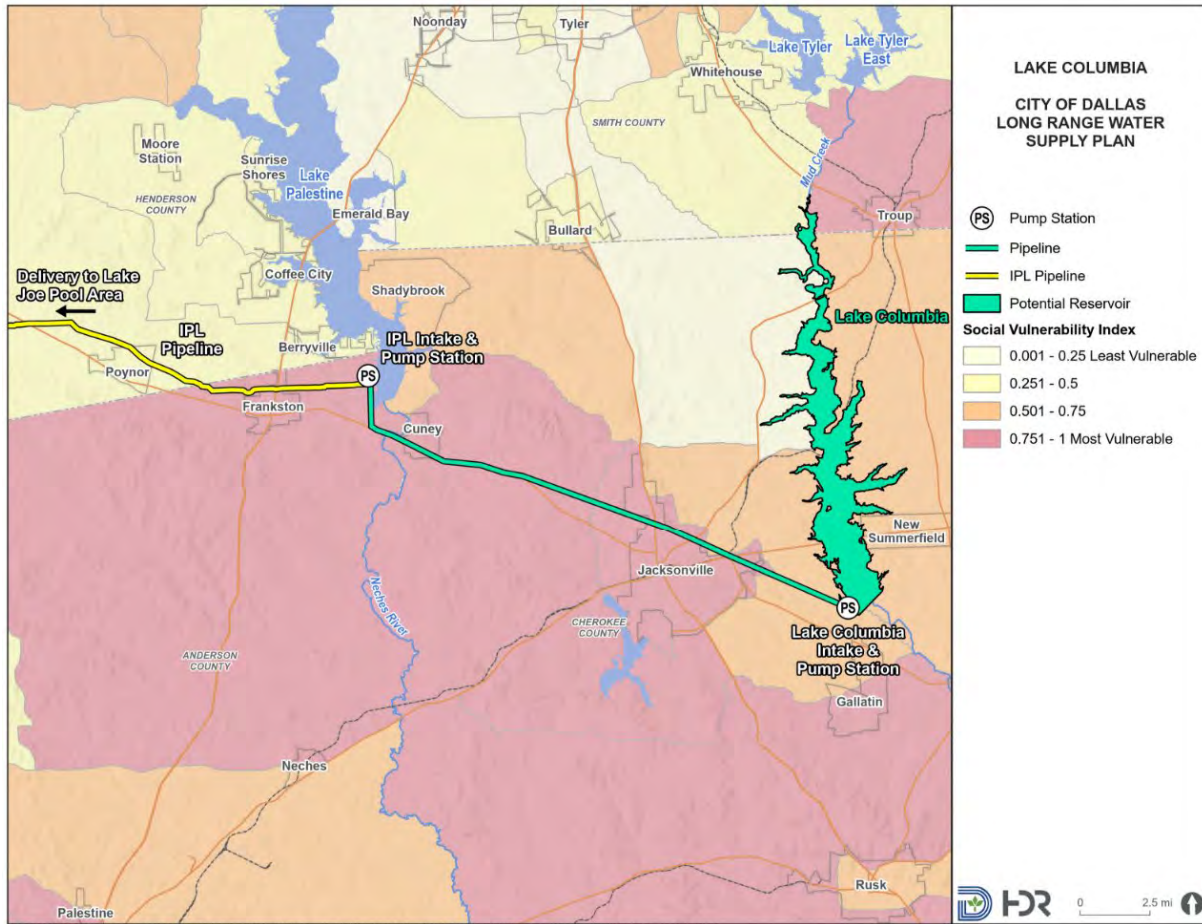 Noonday
Tyler
Lake Tyler
Lake Tyler
East
Whitehouse
SMITH COUNTY
Moore
Station
Sunrise
Shores
HENDERSON
COUNTY
Lake
Palestine
Emerald Bay
Mud Creek
Troup
Bullard
Coffee City
Delivery to Lake
Joe Pool Area
Shadybrook
Lake Columbia
IPL
Pipeline
Berryville
IPL Intake &
Pump Station
Poynor
PS
Frankston
Cuney
New
Summerfield
Jacksonville
PS
Neches River
CHEROKEE
COUNTY
Lake Columbia
Intake &
Pump Station
ANDERSON
COUNTY
Gallatin
Neches
Rusk
Palestine
LAKE COLUMBIA
CITY OF DALLAS
LONG RANGE WATER
SUPPLY PLAN
PS Pump Station
Pipeline
IPL Pipeline
Potential Reservoir
Social Vulnerability Index
0.001 - 0.25 Least Vulnerable
0.251 - 0.5
0.501 - 0.75
0.751 - 1 Most Vulnerable
HDR
0 2.5 mi